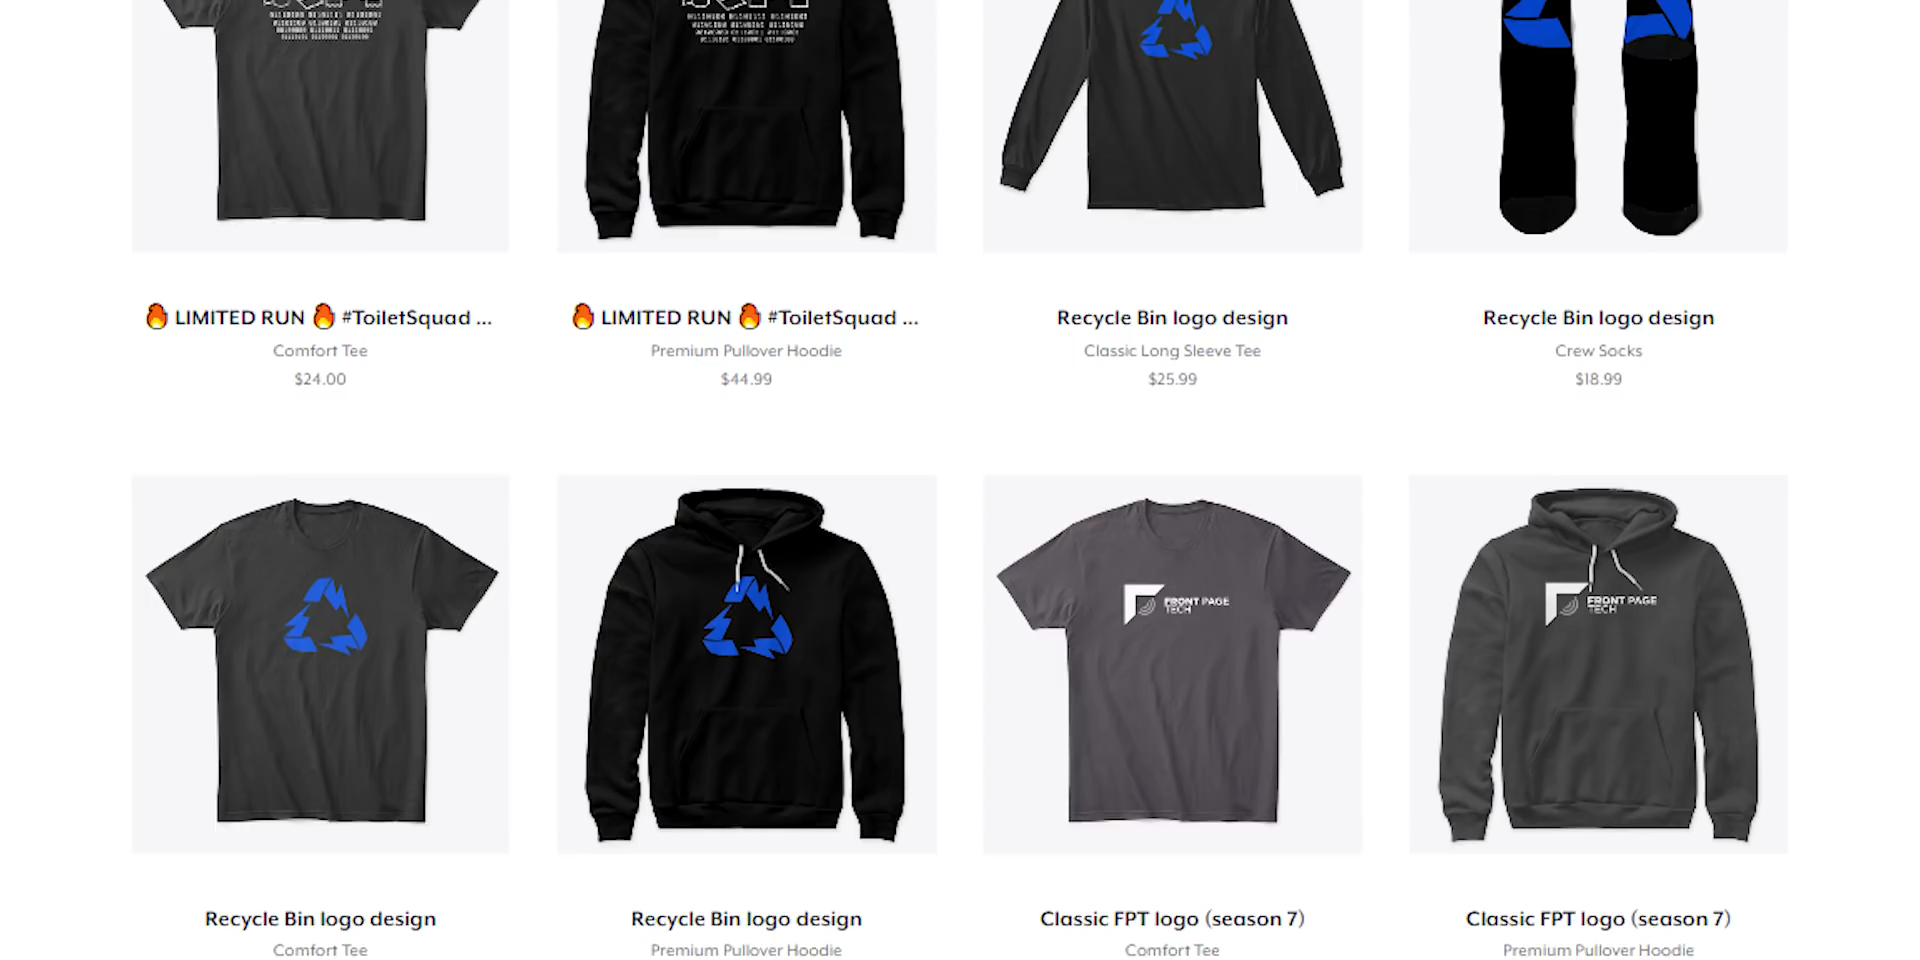 🔥 LIMITED RUN 🔥 #ToiletSquad ...
Comfort Tee
$24.00
🔥 LIMITED RUN 🔥 #ToiletSquad ...
Premium Pullover Hoodie
$44.99
Recycle Bin logo design
Classic Long Sleeve Tee
$25.99
Recycle Bin logo design
Crew Socks
$18.99
FRONT PAGE
TECH
FRONT PAGE
TECH
Recycle Bin logo design
Comfort Tee
Recycle Bin logo design
Premium Pullover Hoodie
Classic FPT logo (season 7)
Comfort Tee
Classic FPT logo (season 7)
Premium Pullover Hoodie